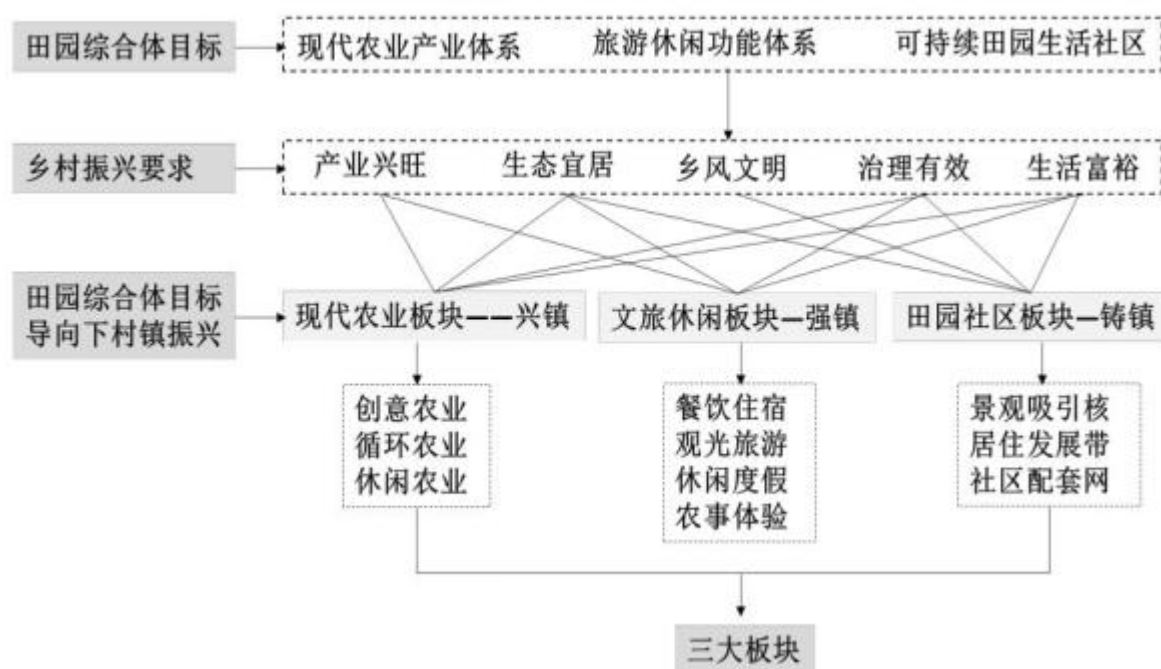 田园综合体目标
现代农业产业体系
旅游休闲功能体系
可持续田园生活社区
乡村振兴要求
产业兴旺
生态宜居
乡风文明
治理有效
生活富裕
田园综合体目标
导向下村镇振兴
现代农业板块——兴镇
文旅休闲板块—强镇
田园社区板块—铸镇
创意农业
循环农业
休闲农业
餐饮住宿
观光旅游
休闲度假
农事体验
景观吸引核
居住发展带
社区配套网
三大板块